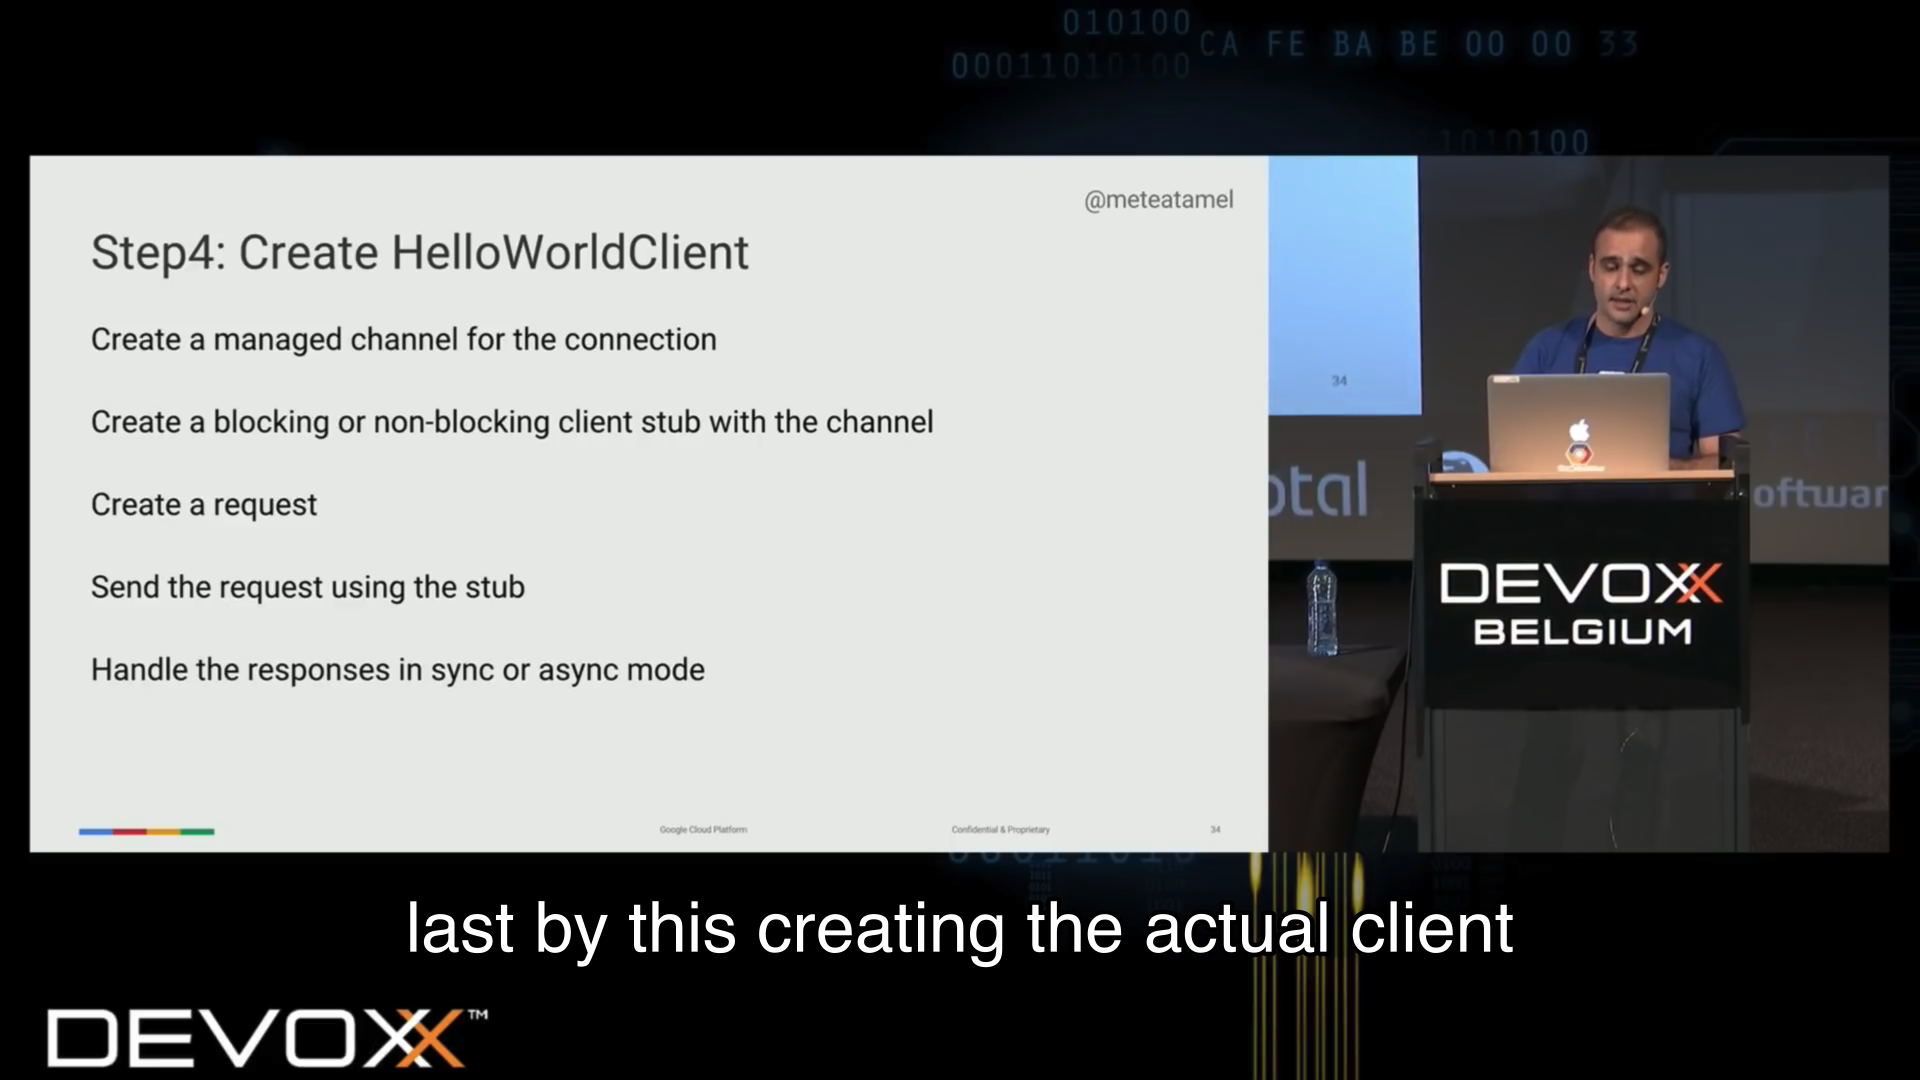 010100
CA FE BA BE 00 00 33
00011010100
1010100
@meteatamel
Step4: Create HelloWorldClient
Create a managed channel for the connection
Create a blocking or non-blocking client stub with the channel
Create a request
Send the request using the stub
Handle the responses in sync or async mode
Google Cloud Platform
Confidential & Proprietary
34
34
otal
oftwar
DEVOXX
BELGIUM
last by this creating the actual client
DEVOXX™